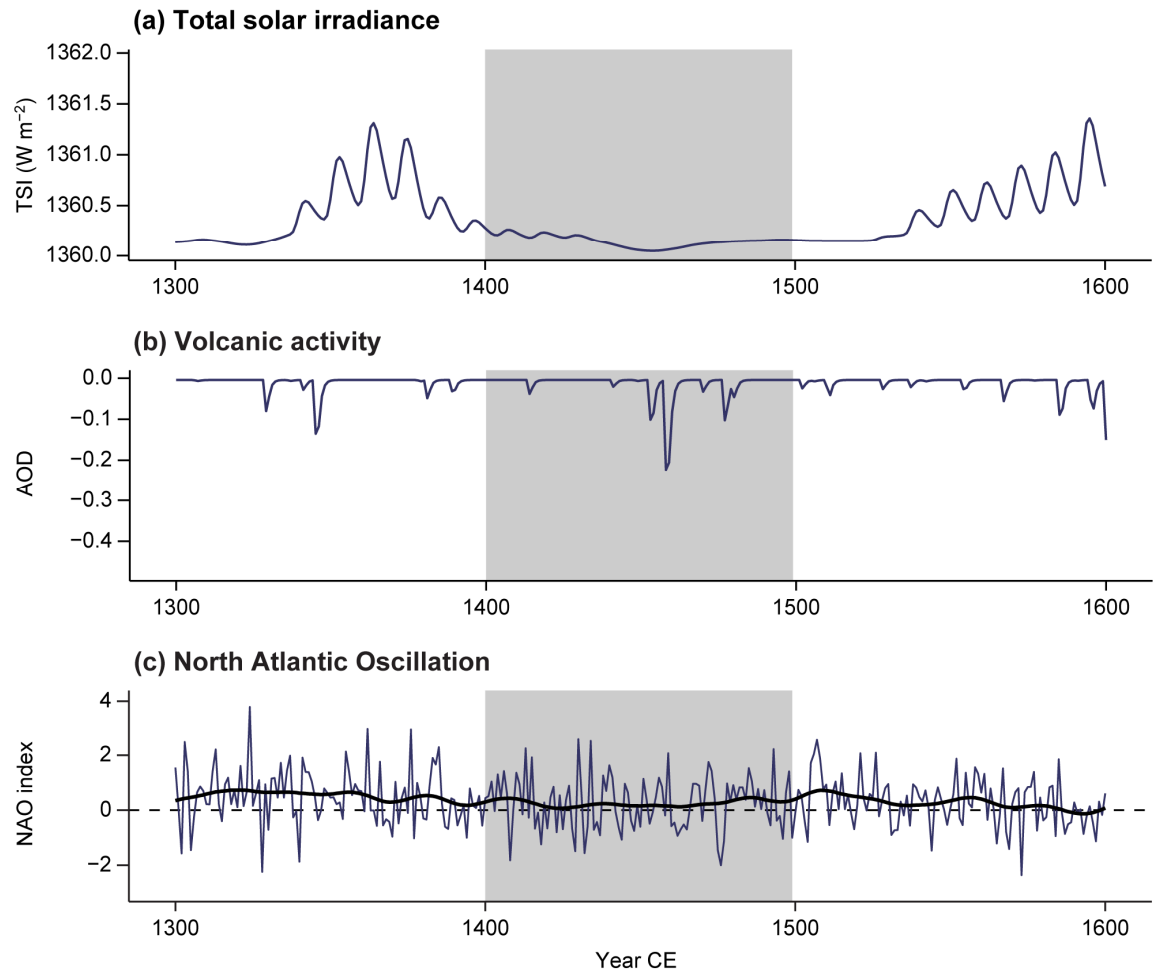 (a) Total solar irradiance
TSI (W m⁻²)
1362.0
1361.5
1361.0
1360.5
1360.0
1300 1400 1500 1600
(b) Volcanic activity
AOD
0.0
−0.1
−0.2
−0.3
−0.4
1300 1400 1500 1600
(c) North Atlantic Oscillation
NAO index
4
2
0
−2
1300 1400 1500 1600
Year CE